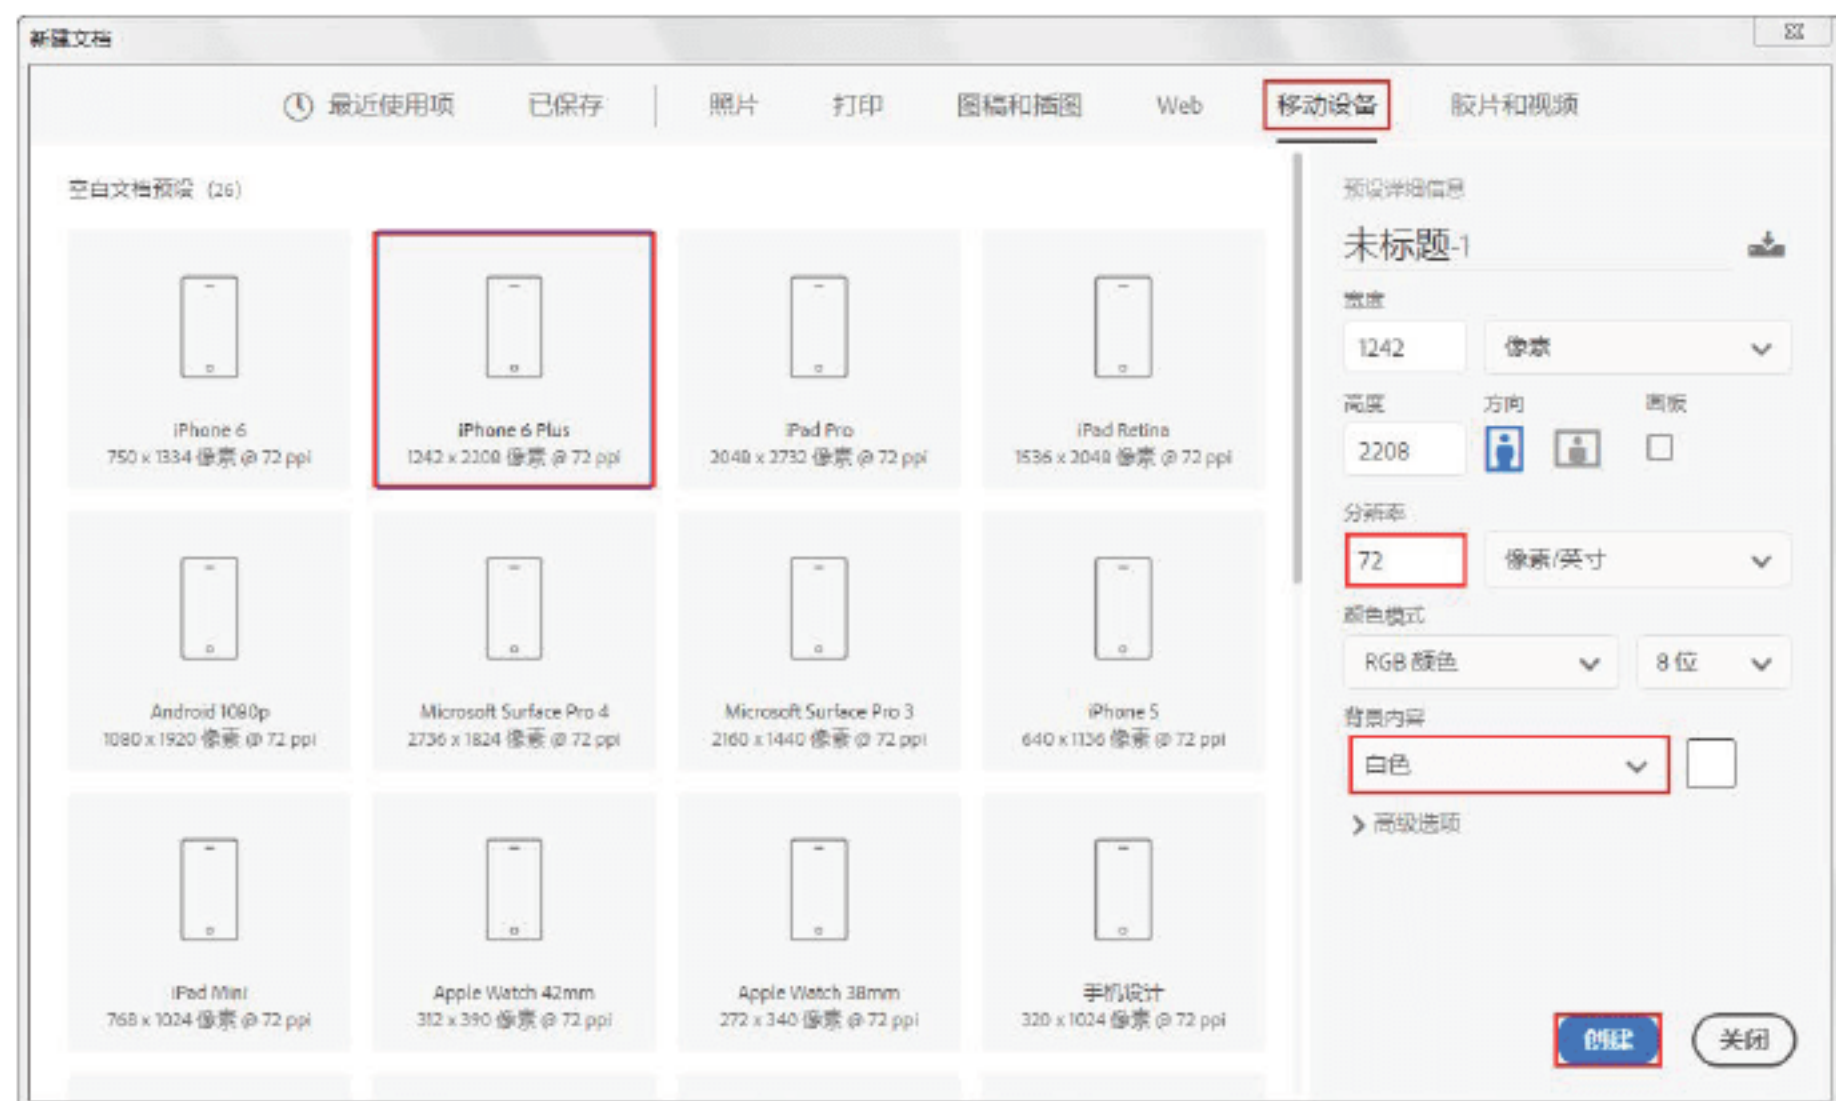 新建文档
最近使用项 已保存 照片 打印 图稿和插图 Web 移动设备 胶片和视频
空白文档预设 (26)
iPhone 6
750 x 1334 像素 @ 72 ppi
iPhone 6 Plus
1242 x 2208 像素 @ 72 ppi
iPad Pro
2048 x 2732 像素 @ 72 ppi
iPad Retina
1536 x 2048 像素 @ 72 ppi
Android 1080p
1080 x 1920 像素 @ 72 ppi
Microsoft Surface Pro 4
2736 x 1824 像素 @ 72 ppi
Microsoft Surface Pro 3
2160 x 1440 像素 @ 72 ppi
iPhone 5
640 x 1136 像素 @ 72 ppi
iPad Mini
768 x 1024 像素 @ 72 ppi
Apple Watch 42mm
312 x 390 像素 @ 72 ppi
Apple Watch 38mm
272 x 340 像素 @ 72 ppi
手机设计
320 x 1024 像素 @ 72 ppi
预设详细信息
未标题-1
宽度
1242 像素
高度 方向 画板
2208
分辨率
72 像素/英寸
颜色模式
RGB 颜色 8 位
背景内容
白色
高级选项
创建 关闭